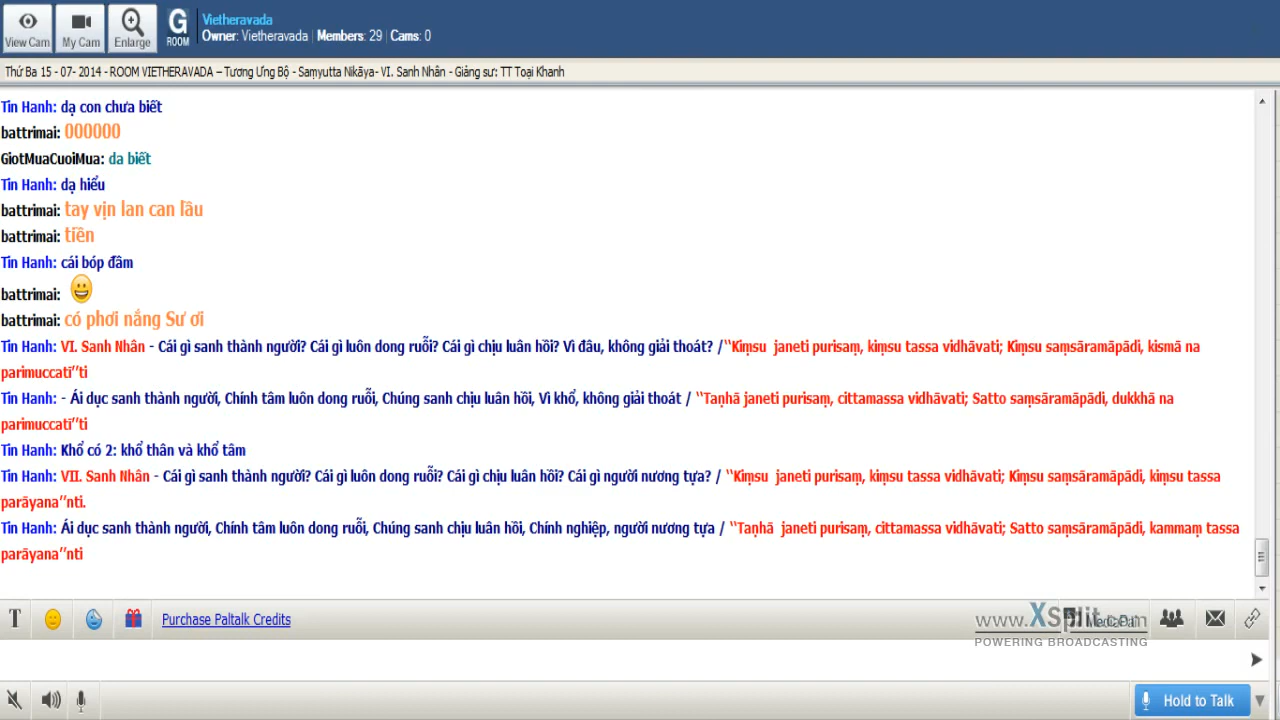 View Cam
My Cam
Enlarge
G
ROOM
Vietheravada
Owner: Vietheravada | Members: 29 | Cams: 0
Thứ Ba 15 - 07- 2014 - ROOM VIETHERAVADA – Tương Ưng Bộ - Saṃyutta Nikāya- VI. Sanh Nhân - Giảng sư: TT Toại Khanh
Tin Hanh: dạ con chưa biết
battrimai: 000000
GiotMuaCuoiMua: da biết
Tin Hanh: dạ hiểu
battrimai: tay vịn lan can lầu
battrimai: tiền
Tin Hanh: cái bóp đầm
battrimai:
battrimai: có phơi nắng Sư ơi
Tin Hanh: VI. Sanh Nhân - Cái gì sanh thành người? Cái gì luôn dong ruỗi? Cái gì chịu luân hồi? Vì đâu, không giải thoát? /‘‘Kiṃsu janeti purisaṃ, kiṃsu tassa vidhāvati; Kiṃsu saṃsāramāpādi, kismā na
parimuccatī’’ti
Tin Hanh: - Ái dục sanh thành người, Chính tâm luôn dong ruỗi, Chúng sanh chịu luân hồi, Vì khổ, không giải thoát / ‘‘Taṇhā janeti purisaṃ, cittamassa vidhāvati; Satto saṃsāramāpādi, dukkhā na
parimuccatī’’ti
Tin Hanh: Khổ có 2: khổ thân và khổ tâm
Tin Hanh: VII. Sanh Nhân - Cái gì sanh thành người? Cái gì luôn dong ruỗi? Cái gì chịu luân hồi? Cái gì người nương tựa? / ‘‘Kiṃsu janeti purisaṃ, kiṃsu tassa vidhāvati; Kiṃsu saṃsāramāpādi, kiṃsu tassa
parāyana’’nti.
Tin Hanh: Ái dục sanh thành người, Chính tâm luôn dong ruỗi, Chúng sanh chịu luân hồi, Chính nghiệp, người nương tựa / ‘‘Taṇhā janeti purisaṃ, cittamassa vidhāvati; Satto saṃsāramāpādi, kammaṃ tassa
parāyana’’nti
T
Purchase Paltalk Credits
www.XSplit.com
POWERING BROADCASTING
Hold to Talk